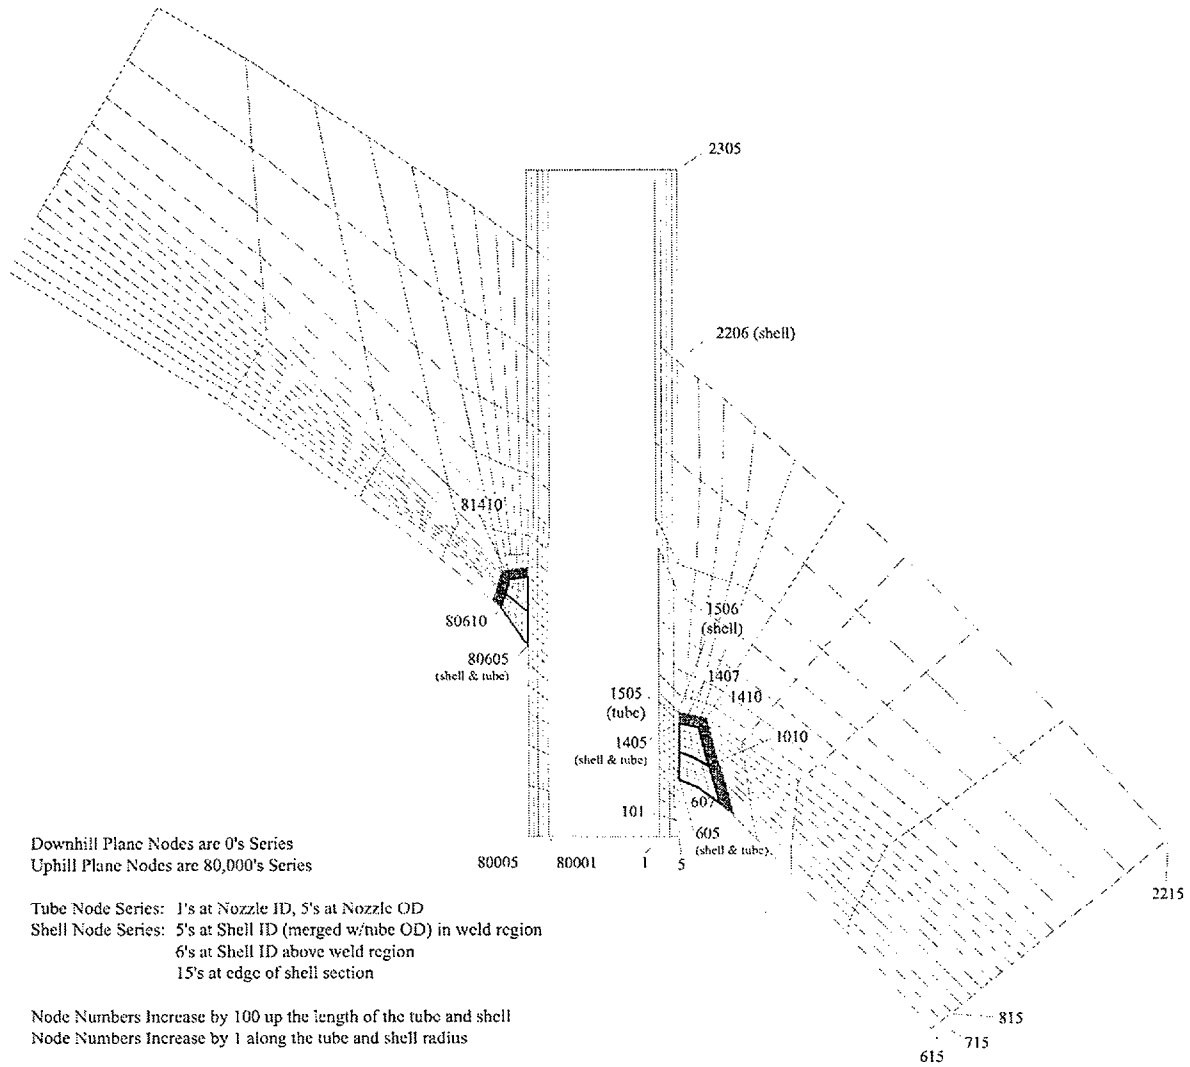 2305
2206 (shell)
81410
1506
(shell)
80610
80605
(shell & tube)
1407
1505
(tube)
1410
1405
(shell & tube)
1010
607
101
605
(shell & tube)
80005
80001
1
5
2215
815
715
615
Downhill Plane Nodes are 0's Series
Uphill Plane Nodes are 80,000's Series
Tube Node Series: 1's at Nozzle ID, 5's at Nozzle OD
Shell Node Series: 5's at Shell ID (merged w/tube OD) in weld region
6's at Shell ID above weld region
15's at edge of shell section
Node Numbers Increase by 100 up the length of the tube and shell
Node Numbers Increase by 1 along the tube and shell radius